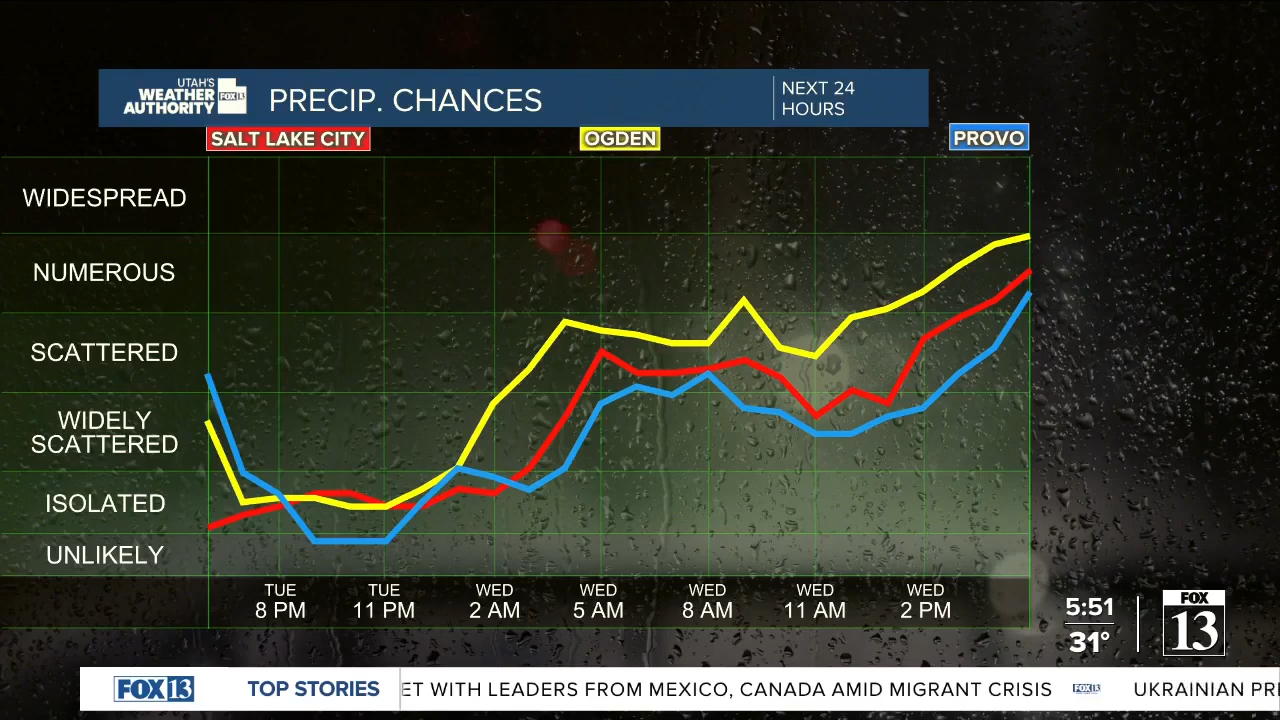 UTAH'S
WEATHER
AUTHORITY
FOX 13
PRECIP. CHANCES
NEXT 24
HOURS
SALT LAKE CITY
OGDEN
PROVO
WIDESPREAD
NUMEROUS
SCATTERED
WIDELY
SCATTERED
ISOLATED
UNLIKELY
TUE
8 PM
TUE
11 PM
WED
2 AM
WED
5 AM
WED
8 AM
WED
11 AM
WED
2 PM
5:51
31°
FOX
13
FOX 13
TOP STORIES
ET WITH LEADERS FROM MEXICO, CANADA AMID MIGRANT CRISIS
FOX 13
UKRAINIAN PR